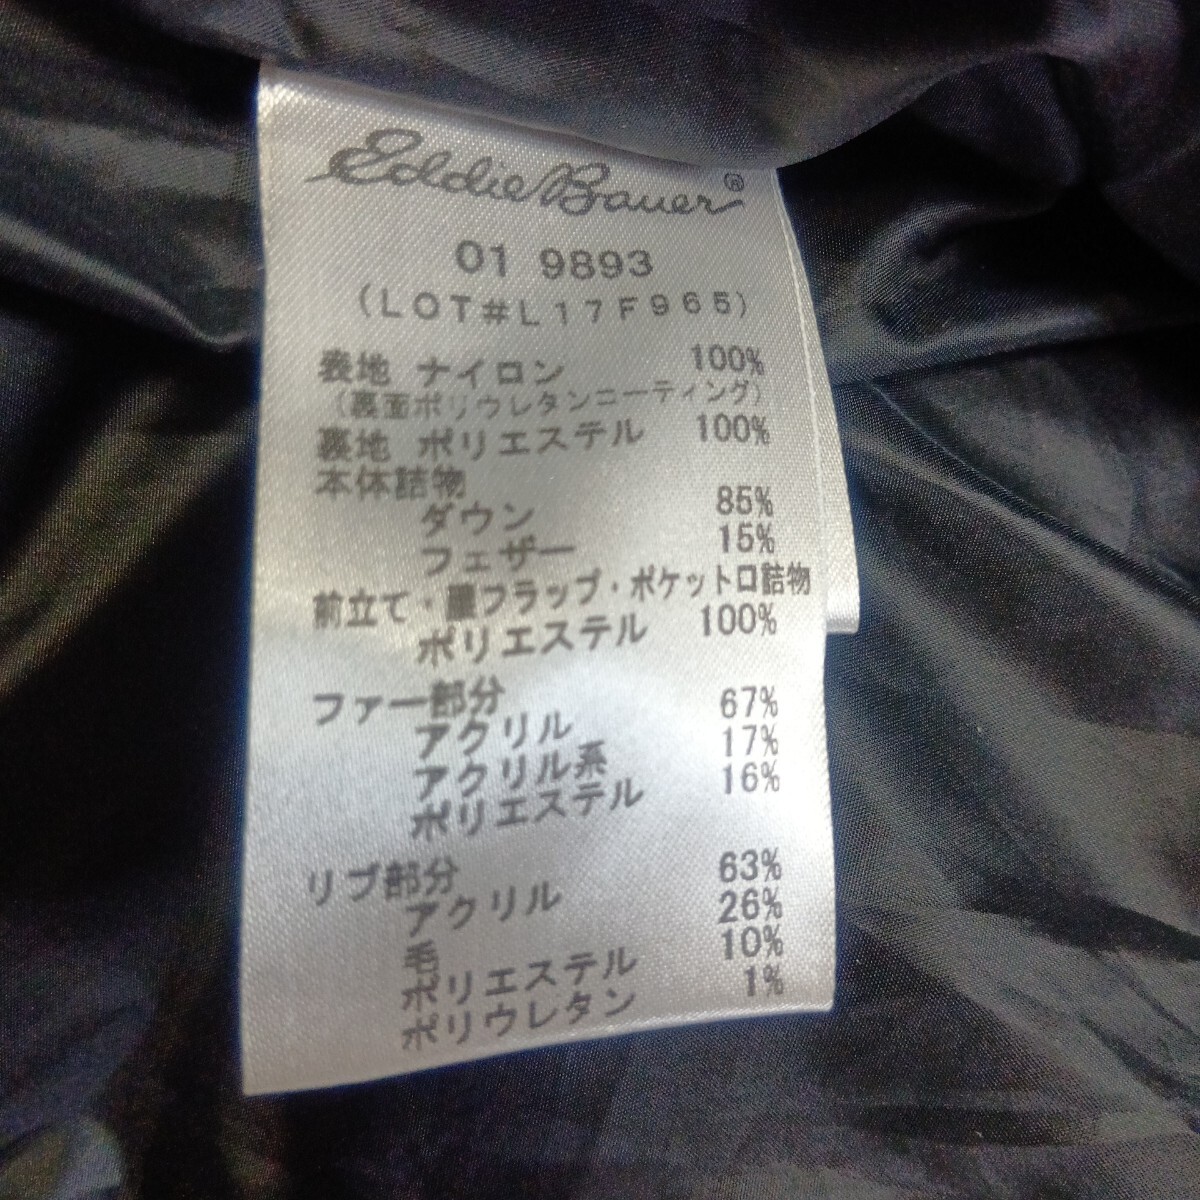 Eddie Bauer®
01 9893
(LOT#L17F965)
表地 ナイロン 100%
(裏面ポリウレタンコーティング)
裏地 ポリエステル 100%
本体詰物
ダウン 85%
フェザー 15%
前立て・フラップ・ポケット口詰物
ポリエステル 100%
ファー部分
アクリル 67%
アクリル系 17%
ポリエステル 16%
リブ部分
アクリル 63%
毛 26%
ポリエステル 10%
ポリウレタン 1%